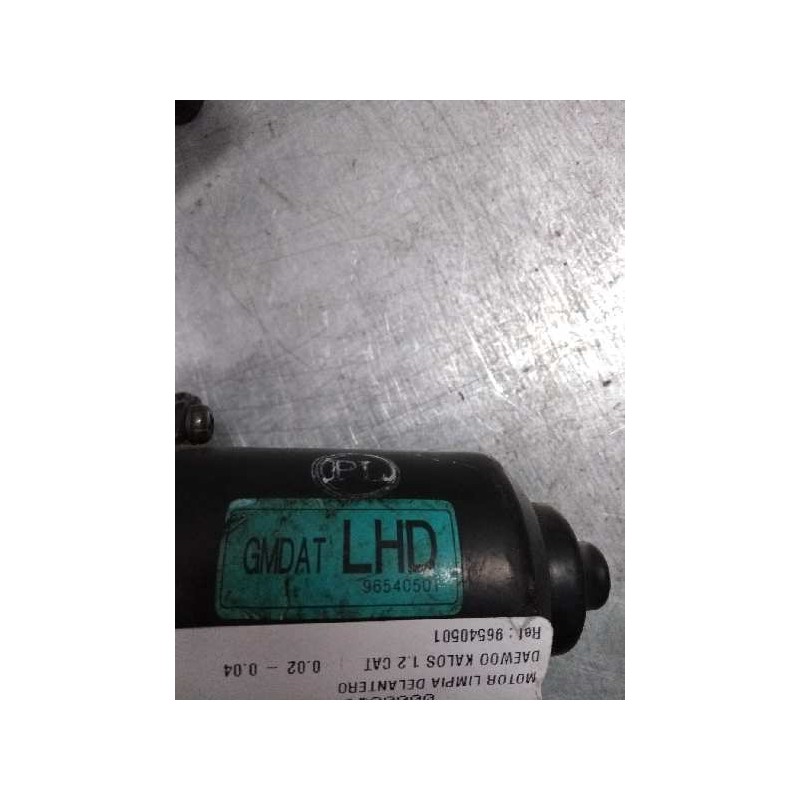 GMDAT LHD
96540501
MOTOR LIMPIA DELANTERO
DAEWOO KALOS 1.2 CAT | 0.02 - 0.04
Ref : 96540501